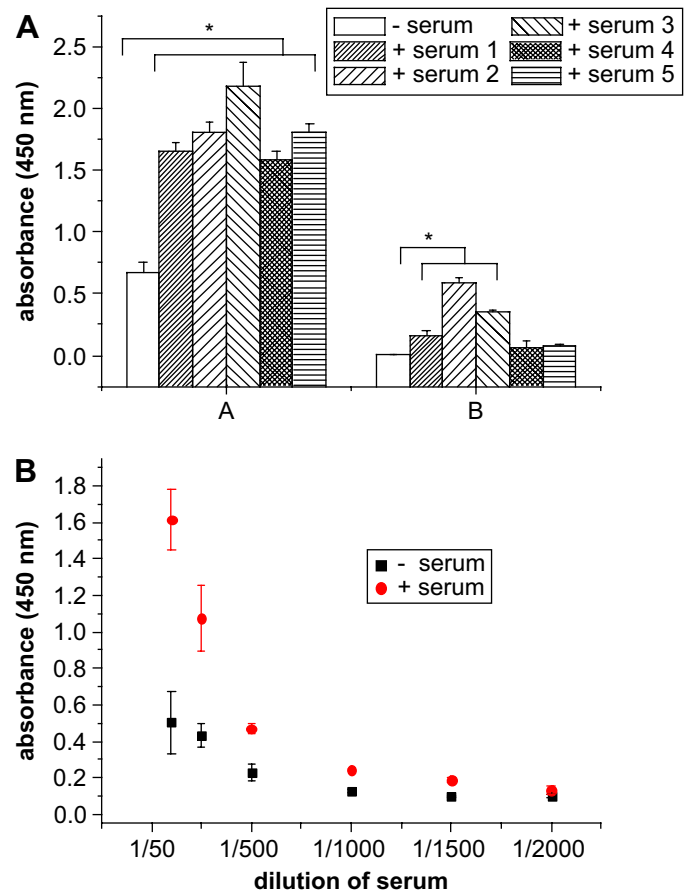 A
absorbance (450 nm)
2.5
2.0
1.5
1.0
0.5
0.0
*
*
- serum
+ serum 1
+ serum 2
+ serum 3
+ serum 4
+ serum 5
A B
B
absorbance (450 nm)
1.8
1.6
1.4
1.2
1.0
0.8
0.6
0.4
0.2
0.0
- serum
+ serum
1/50 1/500 1/1000 1/1500 1/2000
dilution of serum